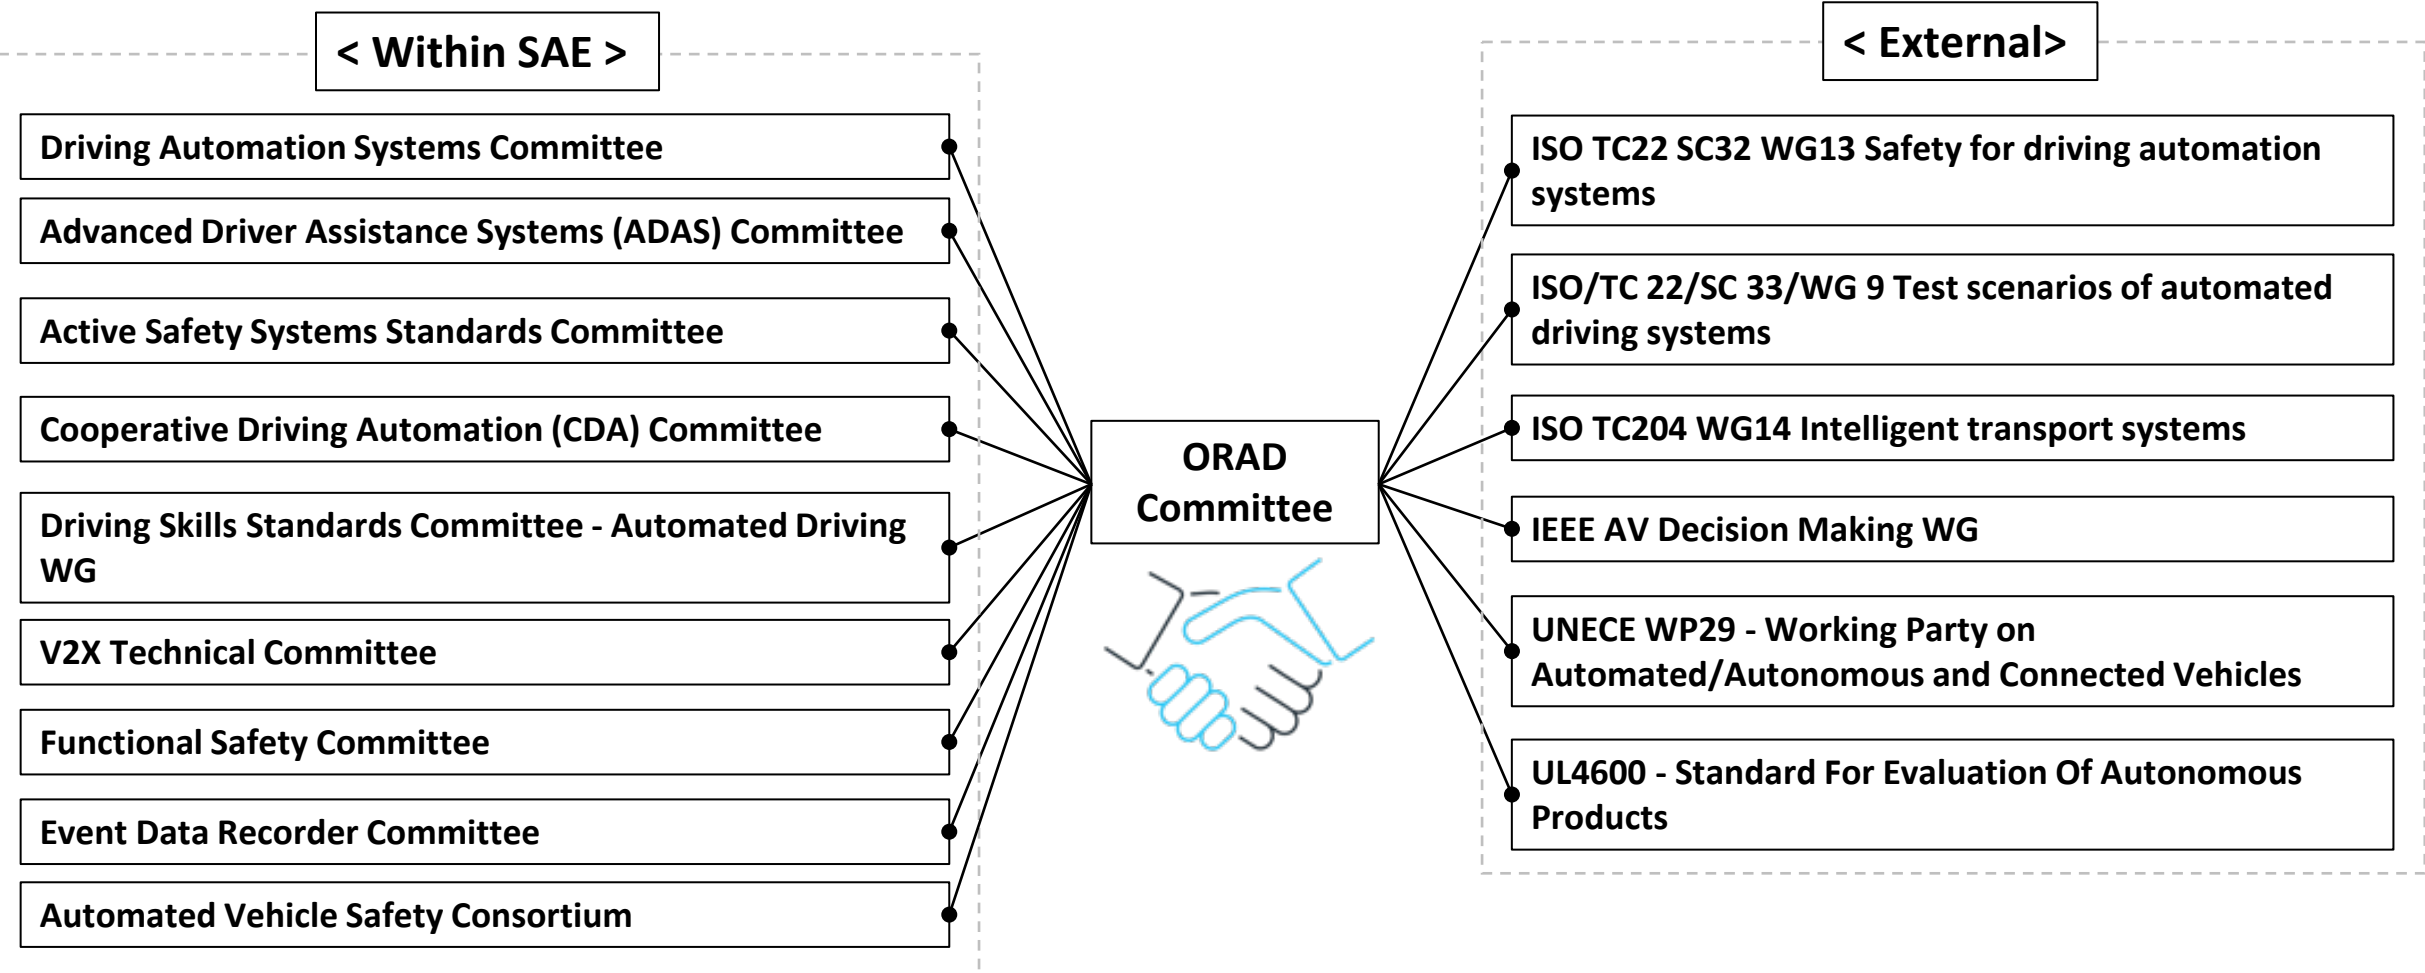 < Within SAE >
Driving Automation Systems Committee
Advanced Driver Assistance Systems (ADAS) Committee
Active Safety Systems Standards Committee
Cooperative Driving Automation (CDA) Committee
Driving Skills Standards Committee - Automated Driving
WG
V2X Technical Committee
Functional Safety Committee
Event Data Recorder Committee
Automated Vehicle Safety Consortium
ORAD
Committee
< External>
ISO TC22 SC32 WG13 Safety for driving automation
systems
ISO/TC 22/SC 33/WG 9 Test scenarios of automated
driving systems
ISO TC204 WG14 Intelligent transport systems
IEEE AV Decision Making WG
UNECE WP29 - Working Party on
Automated/Autonomous and Connected Vehicles
UL4600 - Standard For Evaluation Of Autonomous
Products